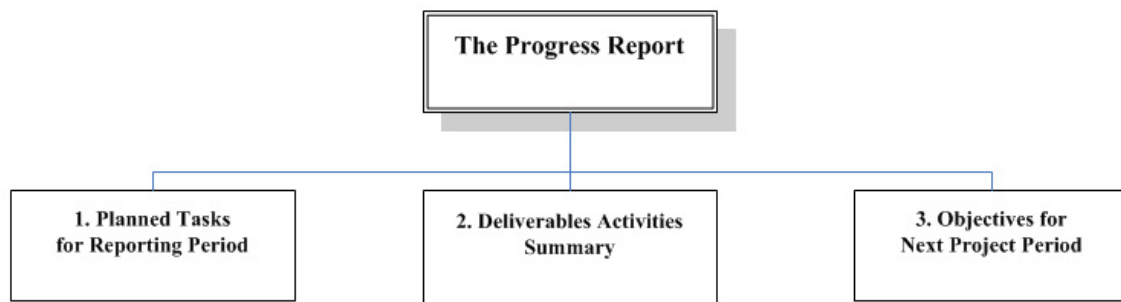 The Progress Report
1. Planned Tasks
for Reporting Period
2. Deliverables Activities
Summary
3. Objectives for
Next Project Period